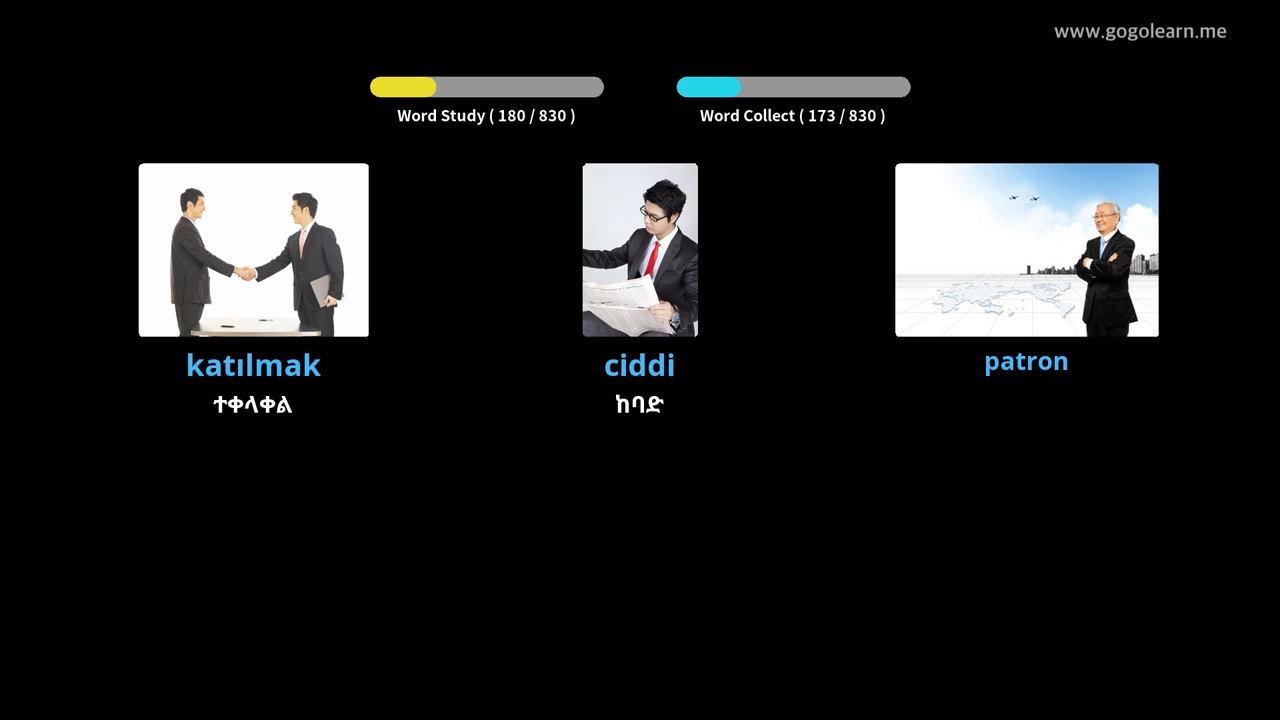 www.gogolearn.me
Word Study ( 180 / 830 )
Word Collect ( 173 / 830 )
katılmak
ciddi
patron
ተቀላቀል
ከባድ